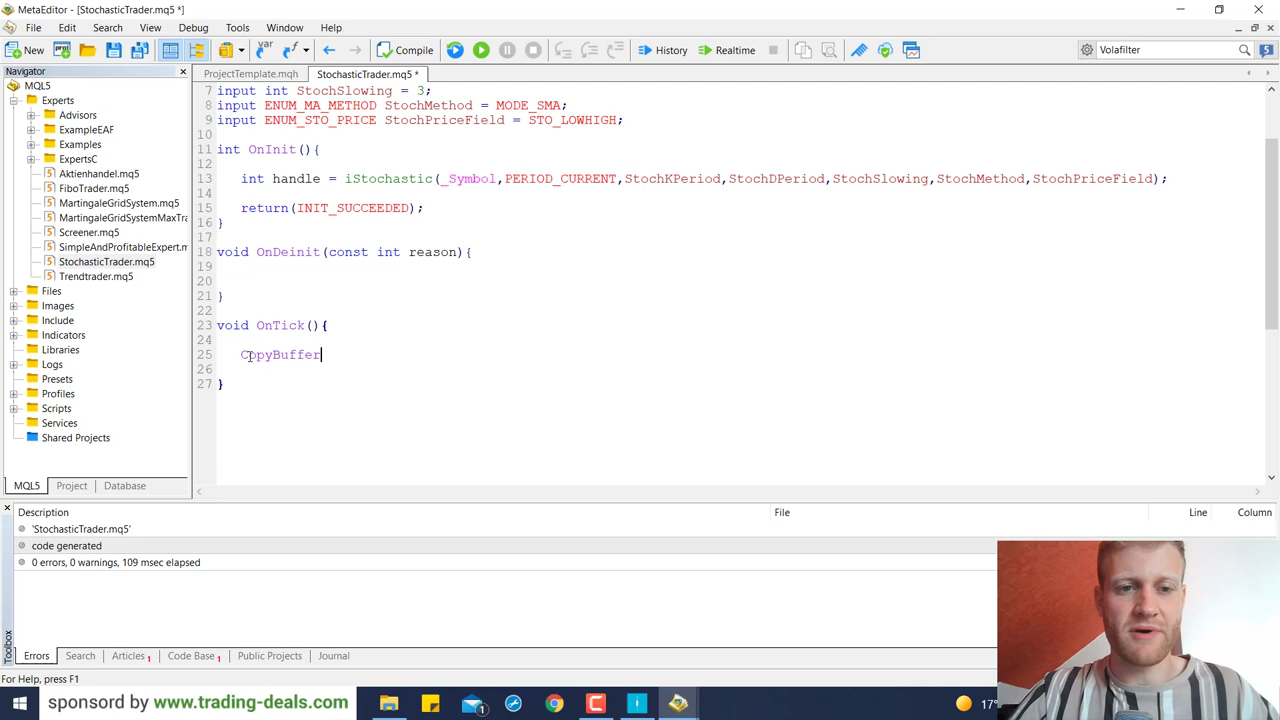 MetaEditor - [StochasticTrader.mq5 *]
File Edit Search View Debug Tools Window Help
New Compile History Realtime Volafilter 5
Navigator
ProjectTemplate.mqh StochasticTrader.mq5 *
MQL5
Experts
Advisors
ExampleEAF
Examples
ExpertsC
Aktienhandel.mq5
FiboTrader.mq5
MartingaleGridSystem.mq5
MartingaleGridSystemMaxTra
Screener.mq5
SimpleAndProfitableExpert.m
StochasticTrader.mq5
Trendtrader.mq5
Files
Images
Include
Indicators
Libraries
Logs
Presets
Profiles
Scripts
Services
Shared Projects
MQL5 Project Database
7 input int StochSlowing = 3;
8 input ENUM_MA_METHOD StochMethod = MODE_SMA;
9 input ENUM_STO_PRICE StochPriceField = STO_LOWHIGH;
10
11 int OnInit(){
12
13 int handle = iStochastic(_Symbol,PERIOD_CURRENT,StochKPeriod,StochDPeriod,StochSlowing,StochMethod,StochPriceField);
14
15 return(INIT_SUCCEEDED);
16 }
17
18 void OnDeinit(const int reason){
19
20
21 }
22
23 void OnTick(){
24
25 CopyBuffer
26
27 }
Description File Line Column
'StochasticTrader.mq5'
code generated
0 errors, 0 warnings, 109 msec elapsed
Toolbox
Errors Search Articles 1 Code Base 1 Public Projects Journal
For Help, press F1
sponsord by www.trading-deals.com 1 17°